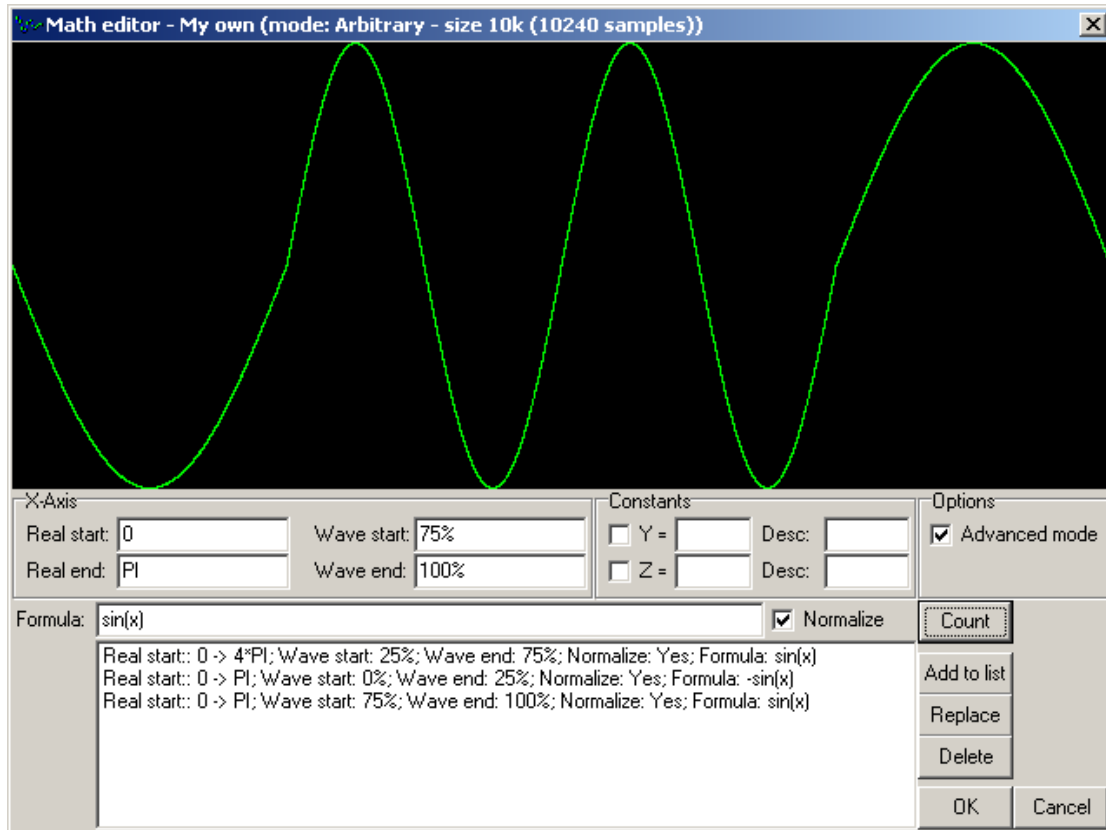 Math editor - My own (mode: Arbitrary - size 10k (10240 samples))
X-Axis
Real start: 0 Wave start: 75%
Real end: PI Wave end: 100%
Constants
Y = Desc:
Z = Desc:
Options
Advanced mode
Formula: sin(x) Normalize Count
Real start:: 0 -> 4*PI; Wave start: 25%; Wave end: 75%; Normalize: Yes; Formula: sin(x)
Real start:: 0 -> PI; Wave start: 0%; Wave end: 25%; Normalize: Yes; Formula: -sin(x)
Real start:: 0 -> PI; Wave start: 75%; Wave end: 100%; Normalize: Yes; Formula: sin(x)
Add to list
Replace
Delete
OK Cancel